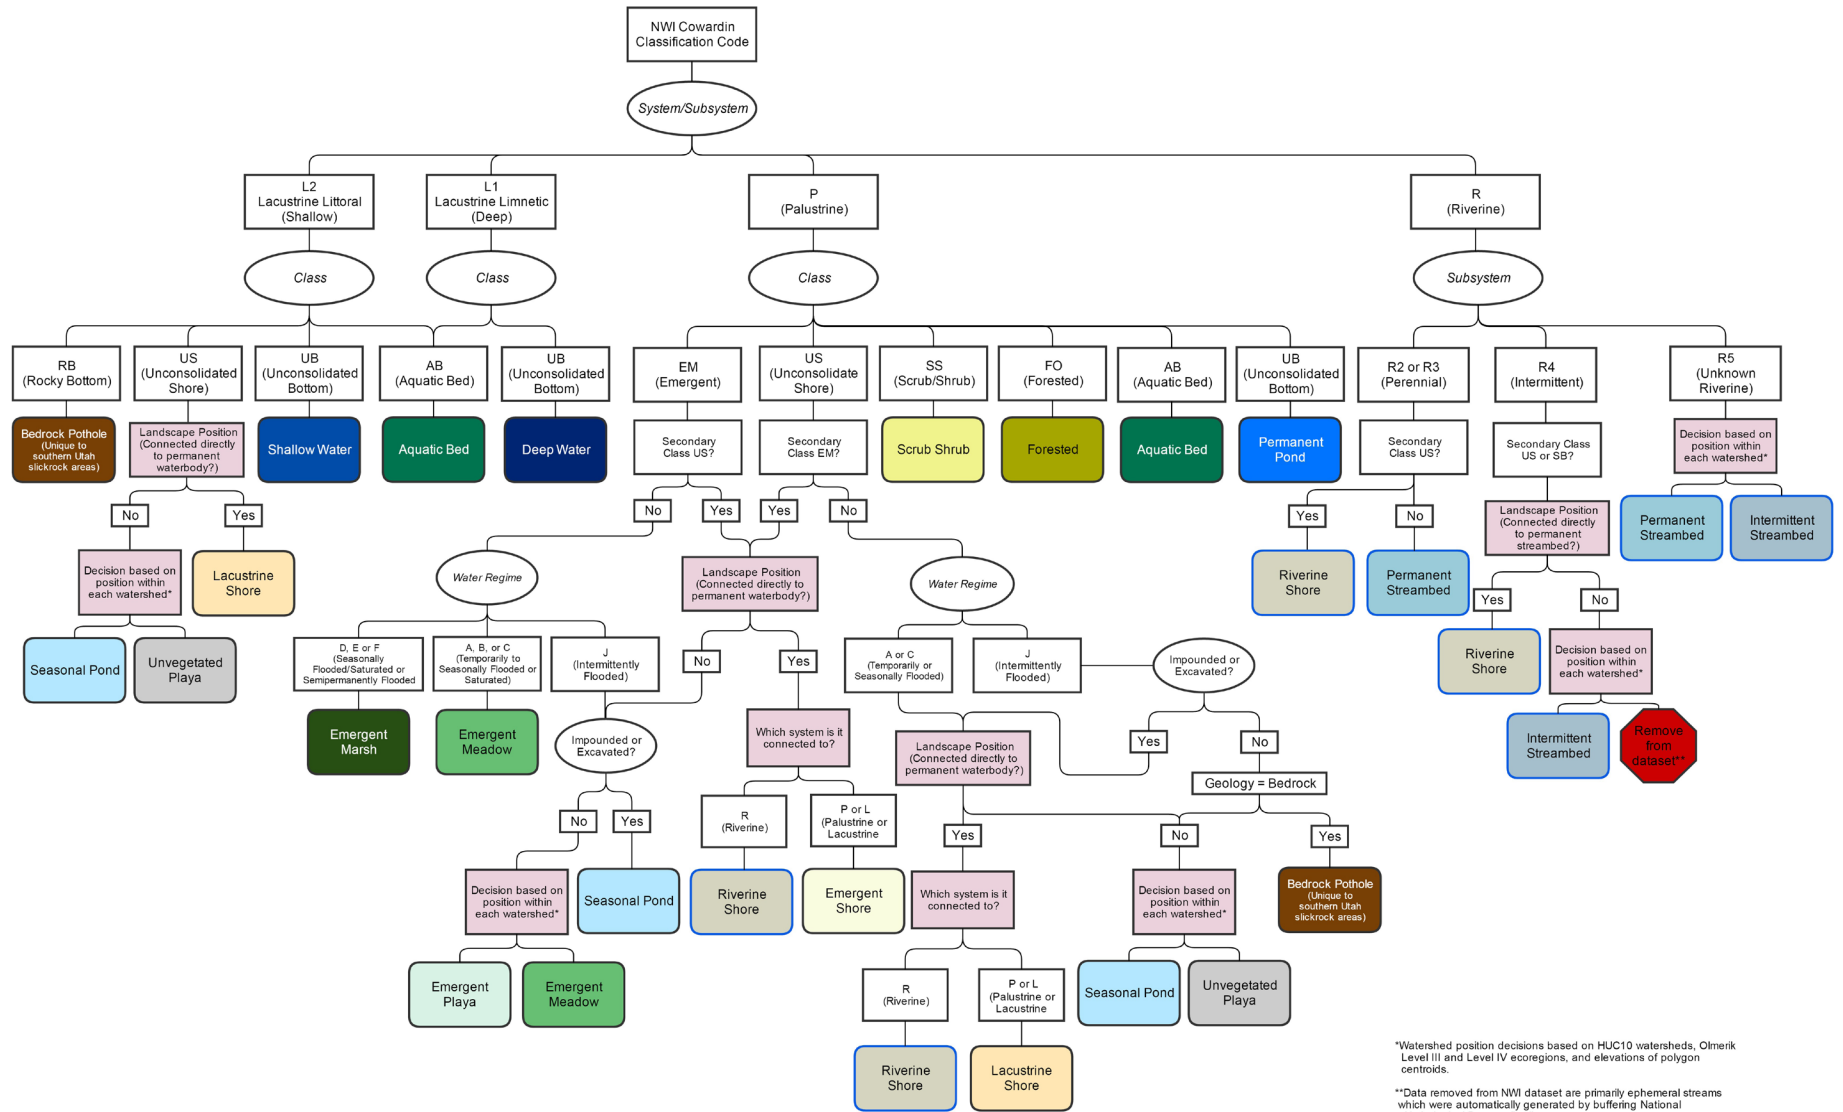 NWI Cowardin
Classification Code
System/Subsystem
L2
Lacustrine Littoral
(Shallow)
L1
Lacustrine Limnetic
(Deep)
P
(Palustrine)
R
(Riverine)
Class
Class
Class
Subsystem
RB
(Rocky Bottom)
US
(Unconsolidated
Shore)
UB
(Unconsolidated
Bottom)
AB
(Aquatic Bed)
UB
(Unconsolidated
Bottom)
EM
(Emergent)
US
(Unconsolidate
Shore)
SS
(Scrub/Shrub)
FO
(Forested)
AB
(Aquatic Bed)
UB
(Unconsolidated
Bottom)
R2 or R3
(Perennial)
R4
(Intermittent)
R5
(Unknown
Riverine)
Bedrock Pothole
(Unique to
southern Utah
slickrock areas)
Landscape Position
(Connected directly
to permanent
waterbody?)
Shallow Water
Aquatic Bed
Deep Water
Secondary
Class US?
Secondary
Class EM?
Scrub Shrub
Forested
Aquatic Bed
Permanent
Pond
Secondary
Class US?
Secondary Class
US or SB?
Decision based on
position within
each watershed*
No
Yes
No
Yes
Yes
No
Yes
No
Landscape Position
(Connected directly
to permanent
streambed?)
Permanent
Streambed
Intermittent
Streambed
Decision based on
position within
each watershed*
Lacustrine
Shore
Water Regime
Landscape Position
(Connected directly to
permanent waterbody?)
Water Regime
Riverine
Shore
Permanent
Streambed
Yes
No
Seasonal Pond
Unvegetated
Playa
D, E or F
(Seasonally
Flooded/Saturated or
Semipermanently Flooded
A, B, or C
(Temporarily to
Seasonally Flooded or
Saturated)
J
(Intermittently
Flooded)
No
Yes
A or C
(Temporarily or
Seasonally Flooded)
J
(Intermittently
Flooded)
Impounded or
Excavated?
Riverine
Shore
Decision based on
position within
each watershed*
Emergent
Marsh
Emergent
Meadow
Impounded or
Excavated?
Which system is it
connected to?
Landscape Position
(Connected directly to
permanent waterbody?)
Yes
No
Intermittent
Streambed
Remove
from
dataset**
Geology = Bedrock
No
Yes
R
(Riverine)
P or L
(Palustrine or
Lacustrine
Yes
No
Yes
Decision based on
position within
each watershed*
Seasonal Pond
Riverine
Shore
Emergent
Shore
Which system is it
connected to?
Decision based on
position within
each watershed*
Bedrock Pothole
(Unique to
southern Utah
slickrock areas)
Emergent
Playa
Emergent
Meadow
R
(Riverine)
P or L
(Palustrine or
Lacustrine
Seasonal Pond
Unvegetated
Playa
Riverine
Shore
Lacustrine
Shore
*Watershed position decisions based on HUC10 watersheds, Olmerik
Level III and Level IV ecoregions, and elevations of polygon
centroids.
**Data removed from NWI dataset are primarily ephemeral streams
which were automatically generated by buffering National